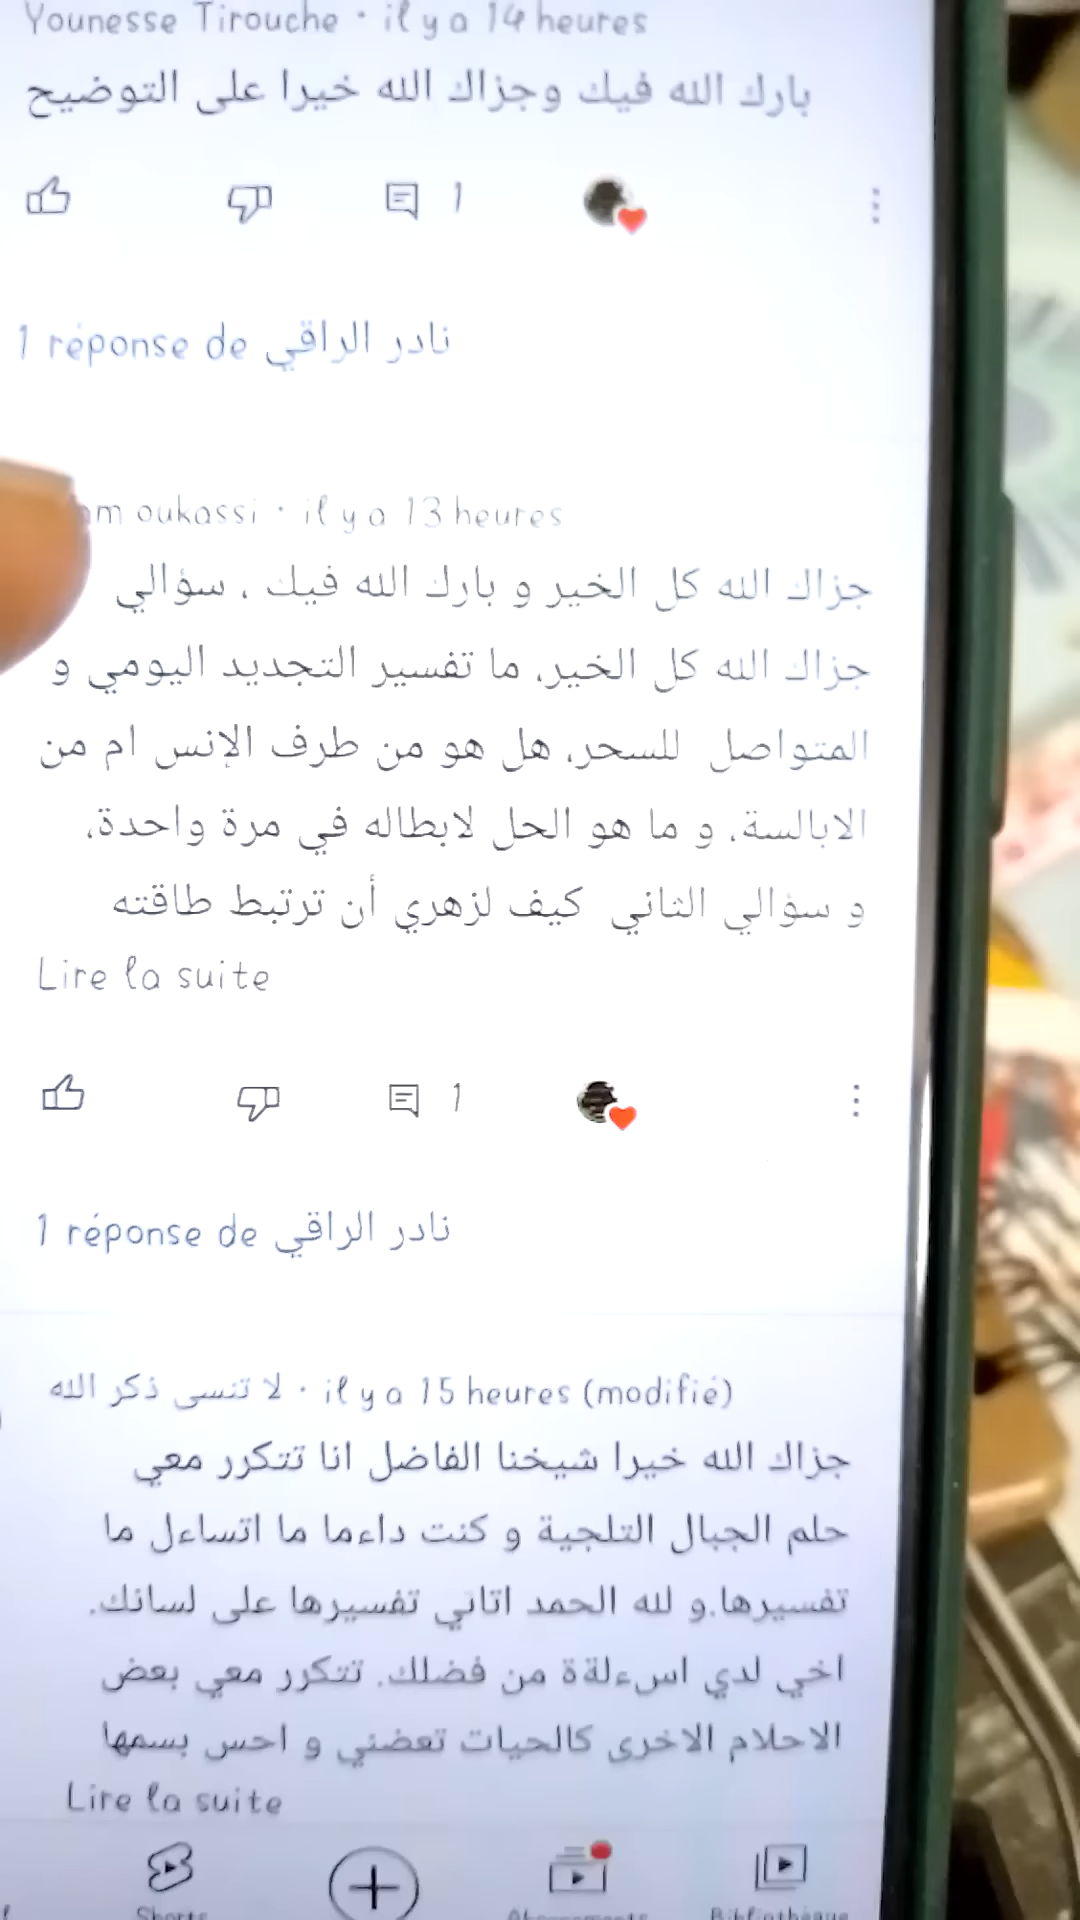 Younesse Tirouche · il y a 14 heures
بارك الله فيك وجزاك الله خيرا على التوضيح
1
1 réponse de نادر الراقي
am oukassi · il y a 13 heures
جزاك الله كل الخير و بارك الله فيك ، سؤالي
جزاك الله كل الخير، ما تفسير التجديد اليومي و
المتواصل للسحر، هل هو من طرف الإنس ام من
الابالسة، و ما هو الحل لابطاله في مرة واحدة،
و سؤالي الثاني كيف لزهري أن ترتبط طاقته
Lire la suite
1
1 réponse de نادر الراقي
لا تنسى ذكر الله · il y a 15 heures (modifié)
جزاك الله خيرا شيخنا الفاضل انا تتكرر معي
حلم الجبال الثلجية و كنت داءما ما اتساءل ما
تفسيرها.و لله الحمد اتاني تفسيرها على لسانك.
اخي لدي اسءلةة من فضلك. تتكرر معي بعض
الاحلام الاخرى كالحيات تعضني و احس بسمها
Lire la suite
Shorts
Abonnements
Bibliothèque